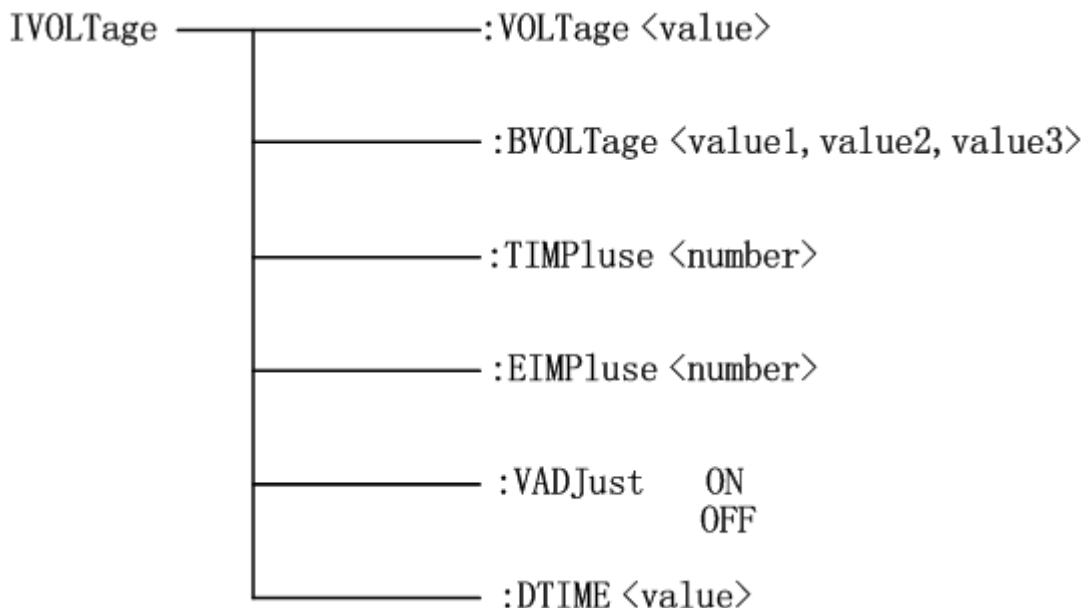 IVOLTage :VOLTage <value>
:BVOLTage <value1, value2, value3>
:TIMPluse <number>
:EIMPluse <number>
:VADJust ON
OFF
:DTIME <value>